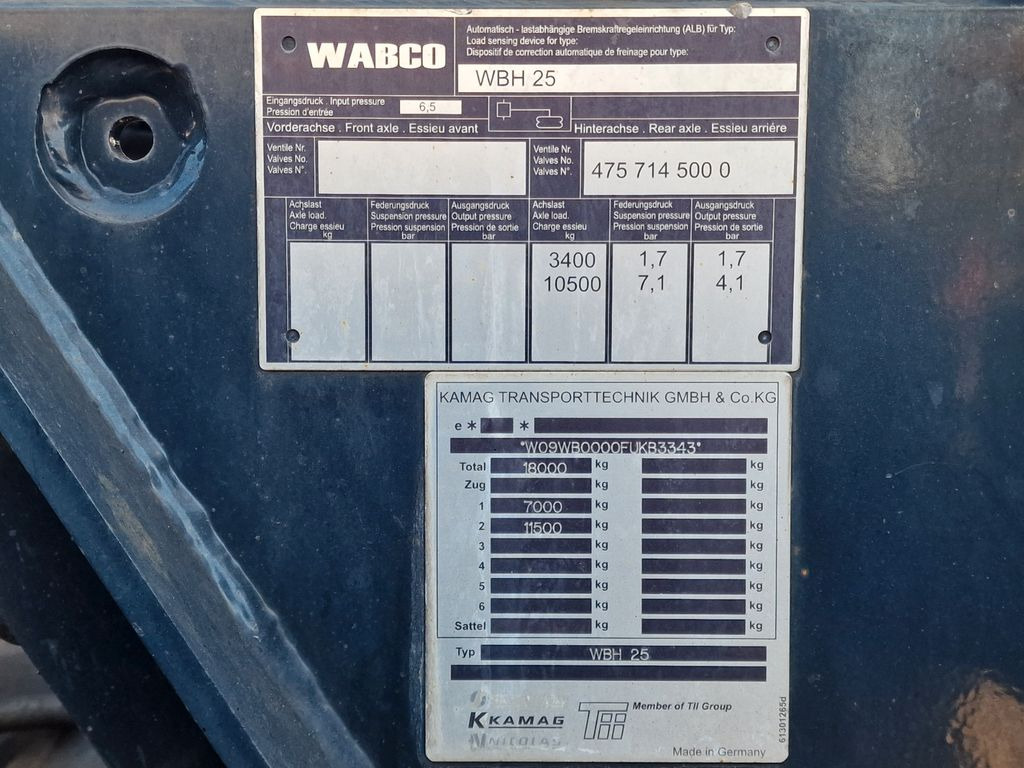 WABCO
Automatisch - lastabhängige Bremskraftregeleinrichtung (ALB) für Typ:
Load sensing device for type:
Dispositif de correction automatique de freinage pour type:
WBH 25
Eingangsdruck . Input pressure
Pression d'entrée
6,5
Vorderachse . Front axle . Essieu avant
Hinterachse . Rear axle . Essieu arriére
Ventile Nr.
Valves No.
Valves N°.
Ventile Nr.
Valves No.
Valves N°.
475 714 500 0
Achslast
Axle load.
Charge essieu
kg
Federungsdruck
Suspension pressure
Pression suspension
bar
Ausgangsdruck
Output pressure
Pression de sortie
bar
Achslast
Axle load.
Charge essieu
kg
Federungsdruck
Suspension pressure
Pression suspension
bar
Ausgangsdruck
Output pressure
Pression de sortie
bar
3400 1,7 1,7
10500 7,1 4,1
KAMAG TRANSPORTTECHNIK GMBH & Co.KG
e * *
*W09WB0000FUKB3343*
Total 18000 kg kg
Zug kg kg
1 7000 kg kg
2 11500 kg kg
3 kg kg
4 kg kg
5 kg kg
6 kg kg
Sattel kg kg
Typ WBH 25
KAMAG
NICOLAS
TII
Member of TII Group
Made in Germany
61301265d